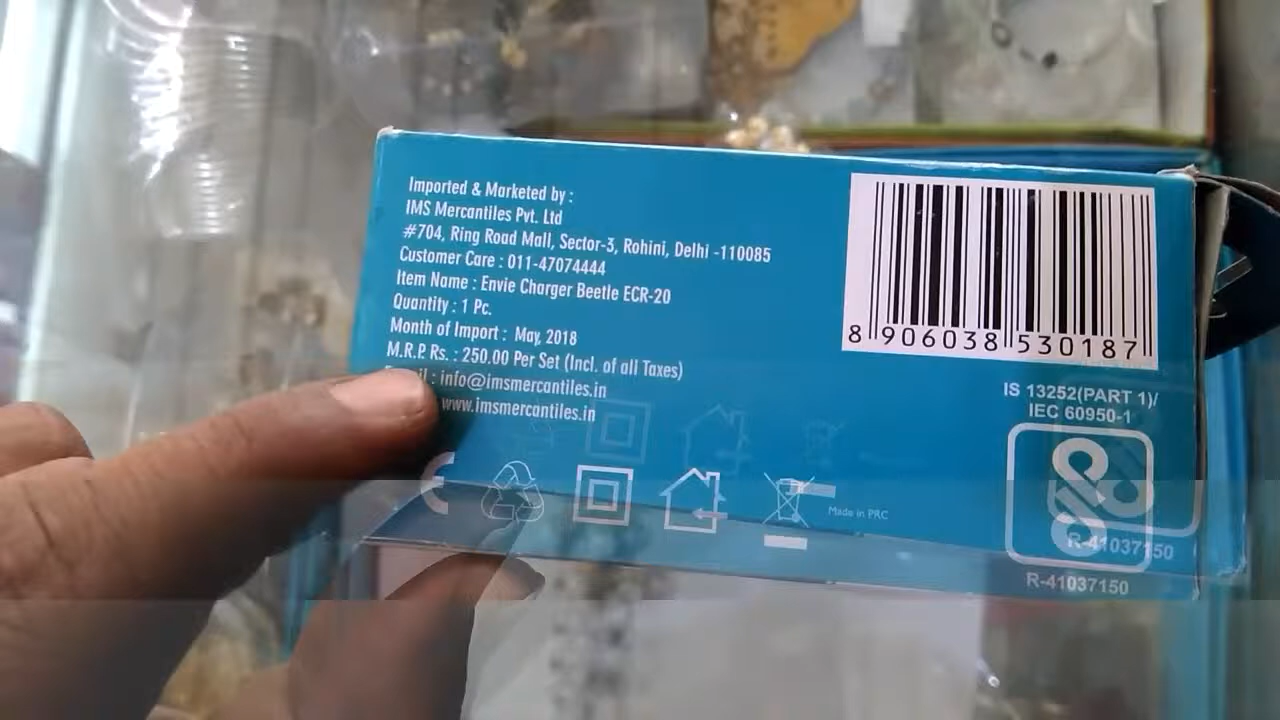 Imported & Marketed by :
IMS Mercantiles Pvt. Ltd
#704, Ring Road Mall, Sector-3, Rohini, Delhi -110085
Customer Care : 011-47074444
Item Name : Envie Charger Beetle ECR-20
Quantity : 1 Pc.
Month of Import : May, 2018
M.R.P. Rs. : 250.00 Per Set (Incl. of all Taxes)
: info@imsmercantiles.in
www.imsmercantiles.in
8 906038 530187
IS 13252(PART 1)/
IEC 60950-1
CE
Made in PRC
R-41037150
R-41037150